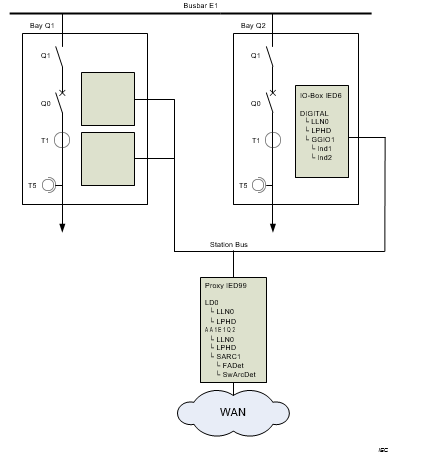 Busbar E1
Bay Q1
Bay Q2
Q1
Q0
T1
T5
Q1
Q0
T1
T5
IO-Box IED6
DIGITAL
└ LLN0
└ LPHD
└ GGIO1
└ Ind1
└ Ind2
Station Bus
Proxy IED99
LD0
└ LLN0
└ LPHD
AA1E1Q2
└ LLN0
└ LPHD
└ SARC1
└ FADet
└ SwArcDet
WAN
IEC